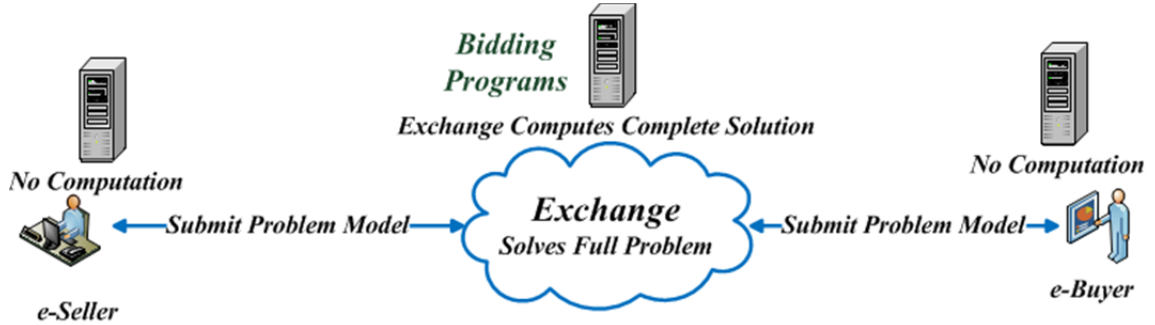 Bidding
Programs
Exchange Computes Complete Solution
No Computation
No Computation
Exchange
Submit Problem Model
Solves Full Problem
Submit Problem Model
e-Seller
e-Buyer